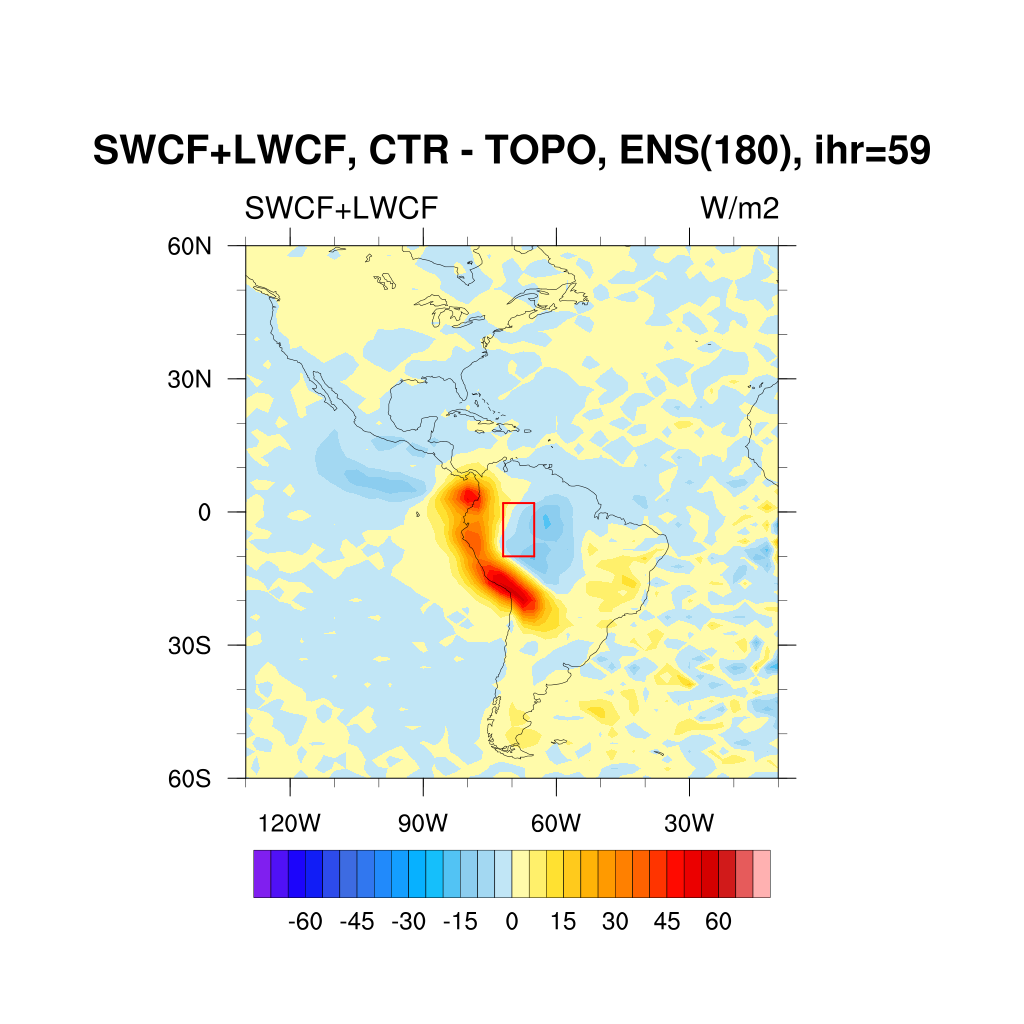 SWCF+LWCF, CTR - TOPO, ENS(180), ihr=59
SWCF+LWCF W/m2
60N
30N
0
30S
60S
120W 90W 60W 30W
-60 -45 -30 -15 0 15 30 45 60